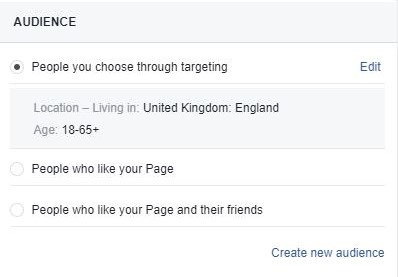 AUDIENCE
People you choose through targeting Edit
Location – Living in: United Kingdom: England
Age: 18-65+
People who like your Page
People who like your Page and their friends
Create new audience